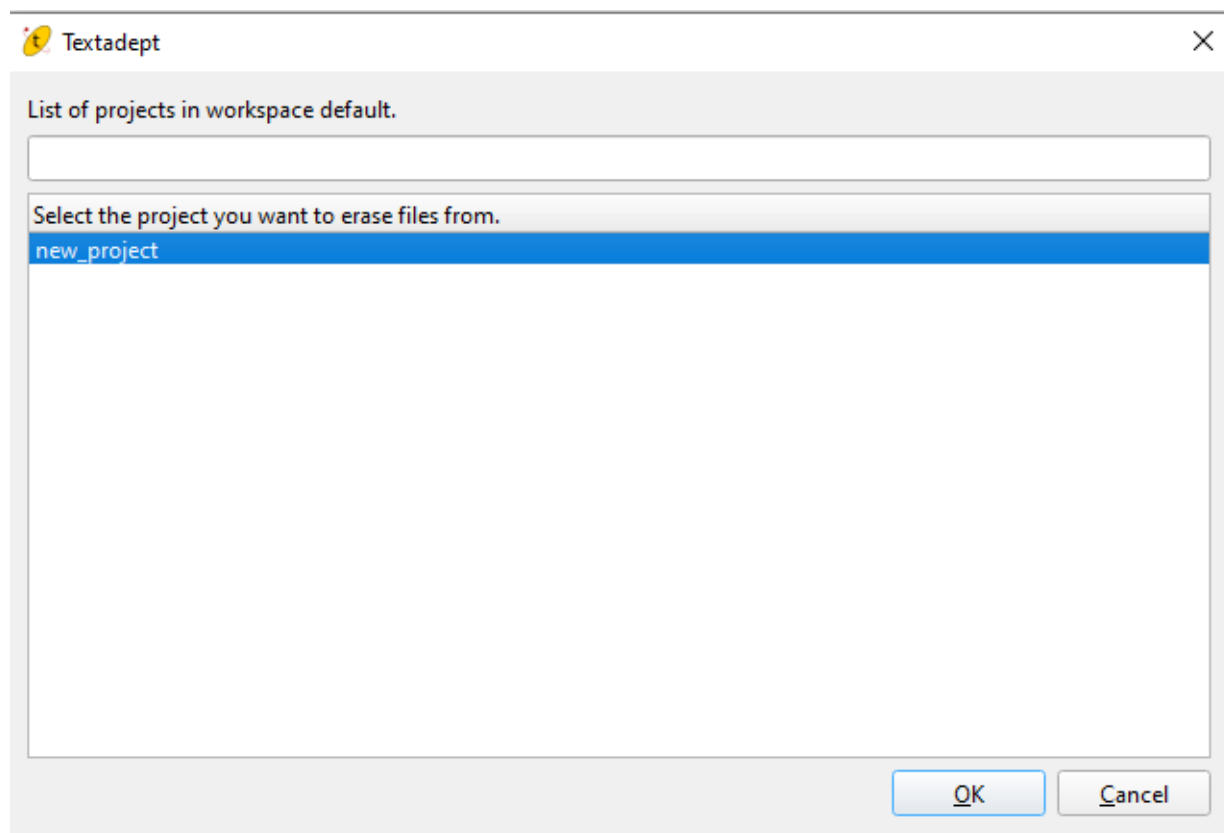 Textadept
List of projects in workspace default.
Select the project you want to erase files from.
new_project
OK
Cancel